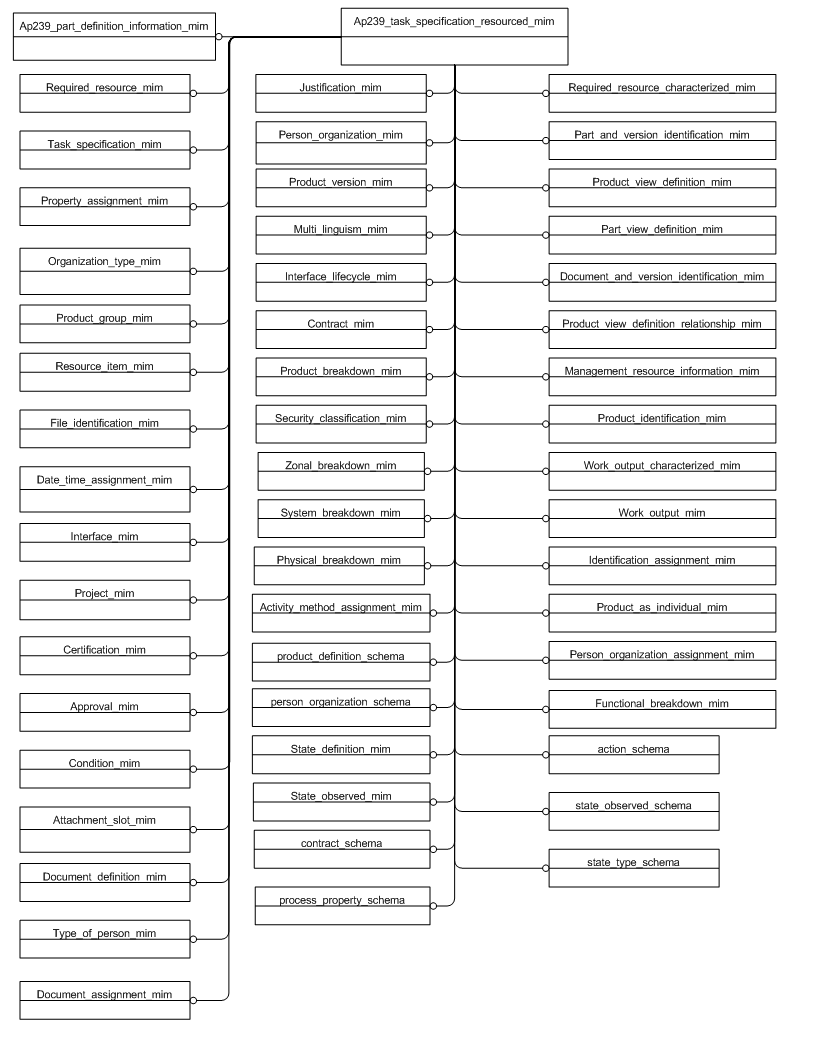 Ap239_part_definition_information_mim
Ap239_task_specification_resourced_mim
Required_resource_mim
Task_specification_mim
Property_assignment_mim
Organization_type_mim
Product_group_mim
Resource_item_mim
File_identification_mim
Date_time_assignment_mim
Interface_mim
Project_mim
Certification_mim
Approval_mim
Condition_mim
Attachment_slot_mim
Document_definition_mim
Type_of_person_mim
Document_assignment_mim
Justification_mim
Person_organization_mim
Product_version_mim
Multi_linguism_mim
Interface_lifecycle_mim
Contract_mim
Product_breakdown_mim
Security_classification_mim
Zonal_breakdown_mim
System_breakdown_mim
Physical_breakdown_mim
Activity_method_assignment_mim
product_definition_schema
person_organization_schema
State_definition_mim
State_observed_mim
contract_schema
process_property_schema
Required_resource_characterized_mim
Part_and_version_identification_mim
Product_view_definition_mim
Part_view_definition_mim
Document_and_version_identification_mim
Product_view_definition_relationship_mim
Management_resource_information_mim
Product_identification_mim
Work_output_characterized_mim
Work_output_mim
Identification_assignment_mim
Product_as_individual_mim
Person_organization_assignment_mim
Functional_breakdown_mim
action_schema
state_observed_schema
state_type_schema